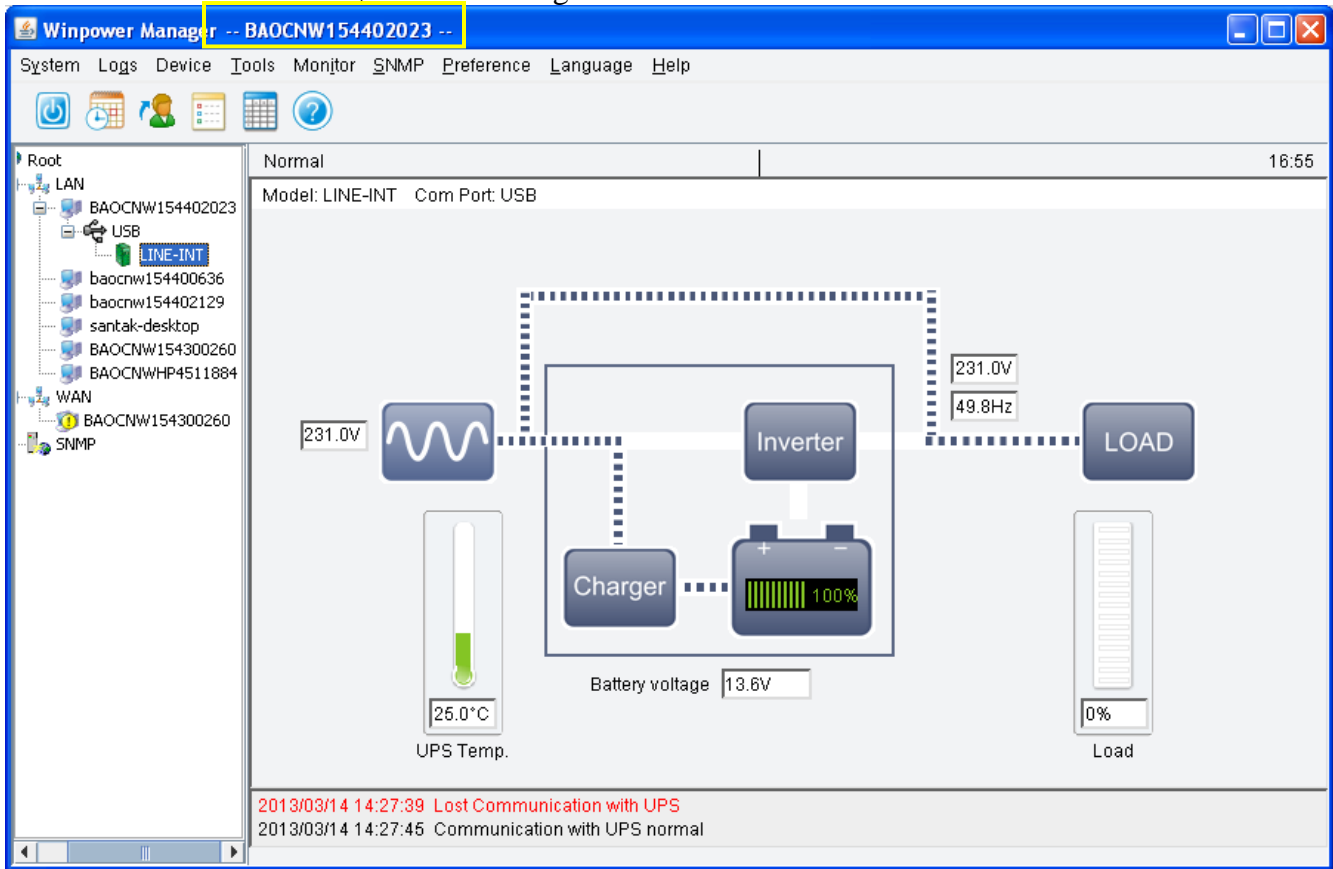 Winpower Manager -- BAOCNW154402023 --
System Logs Device Tools Monitor SNMP Preference Language Help
Root
LAN
BAOCNW154402023
USB
LINE-INT
baocnw154400636
baocnw154402129
santak-desktop
BAOCNW154300260
BAOCNWHP4511884
WAN
BAOCNW154300260
SNMP
Normal 16:55
Model: LINE-INT Com Port: USB
231.0V
49.8Hz
231.0V
Inverter
LOAD
Charger
+ −
100%
Battery voltage 13.6V
25.0°C
UPS Temp.
0%
Load
2013/03/14 14:27:39 Lost Communication with UPS
2013/03/14 14:27:45 Communication with UPS normal